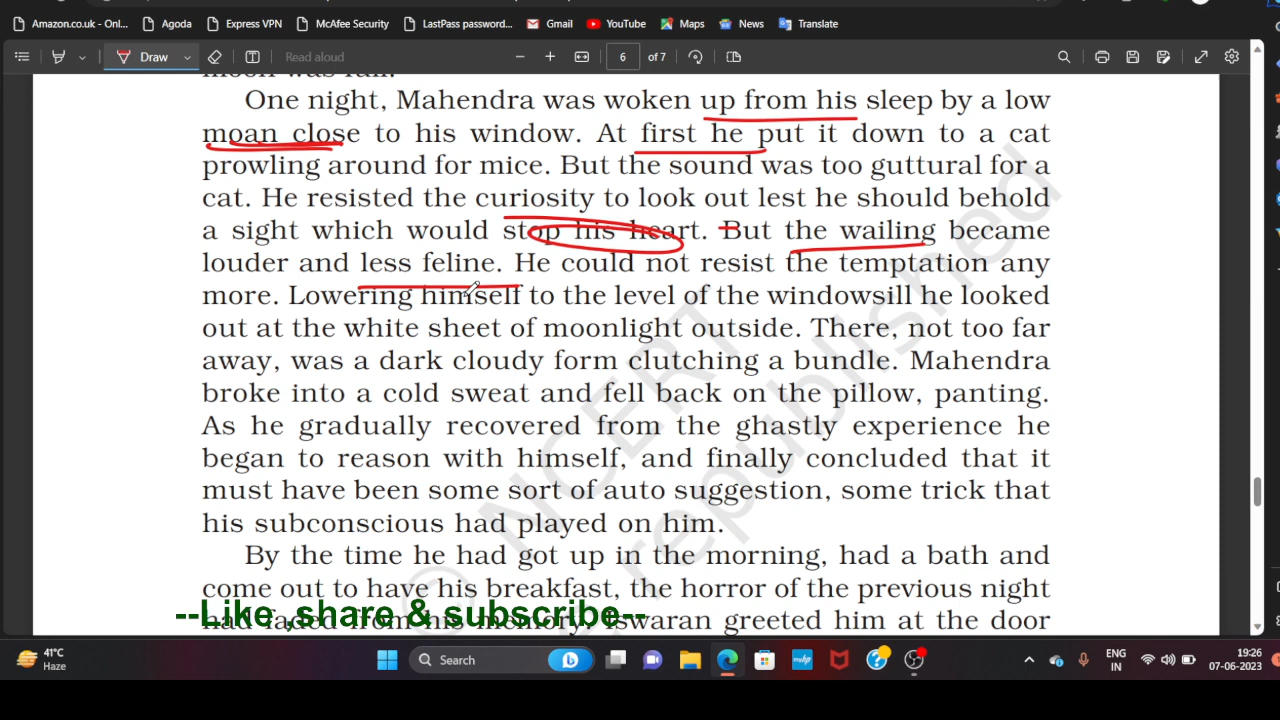 Amazon.co.uk - Onl...
Agoda
Express VPN
McAfee Security
LastPass password...
Gmail
YouTube
Maps
News
Translate
Draw
Read aloud
6
of 7
moon was full.
One night, Mahendra was woken up from his sleep by a low
moan close to his window. At first he put it down to a cat
prowling around for mice. But the sound was too guttural for a
cat. He resisted the curiosity to look out lest he should behold
a sight which would stop his heart. But the wailing became
louder and less feline. He could not resist the temptation any
more. Lowering himself to the level of the windowsill he looked
out at the white sheet of moonlight outside. There, not too far
away, was a dark cloudy form clutching a bundle. Mahendra
broke into a cold sweat and fell back on the pillow, panting.
As he gradually recovered from the ghastly experience he
began to reason with himself, and finally concluded that it
must have been some sort of auto suggestion, some trick that
his subconscious had played on him.
By the time he had got up in the morning, had a bath and
come out to have his breakfast, the horror of the previous night
had faded from his memory. Iswaran greeted him at the door
© NCERT
republished
--Like ,share & subscribe--
41°C
Haze
Search
ENG
IN
19:26
07-06-2023